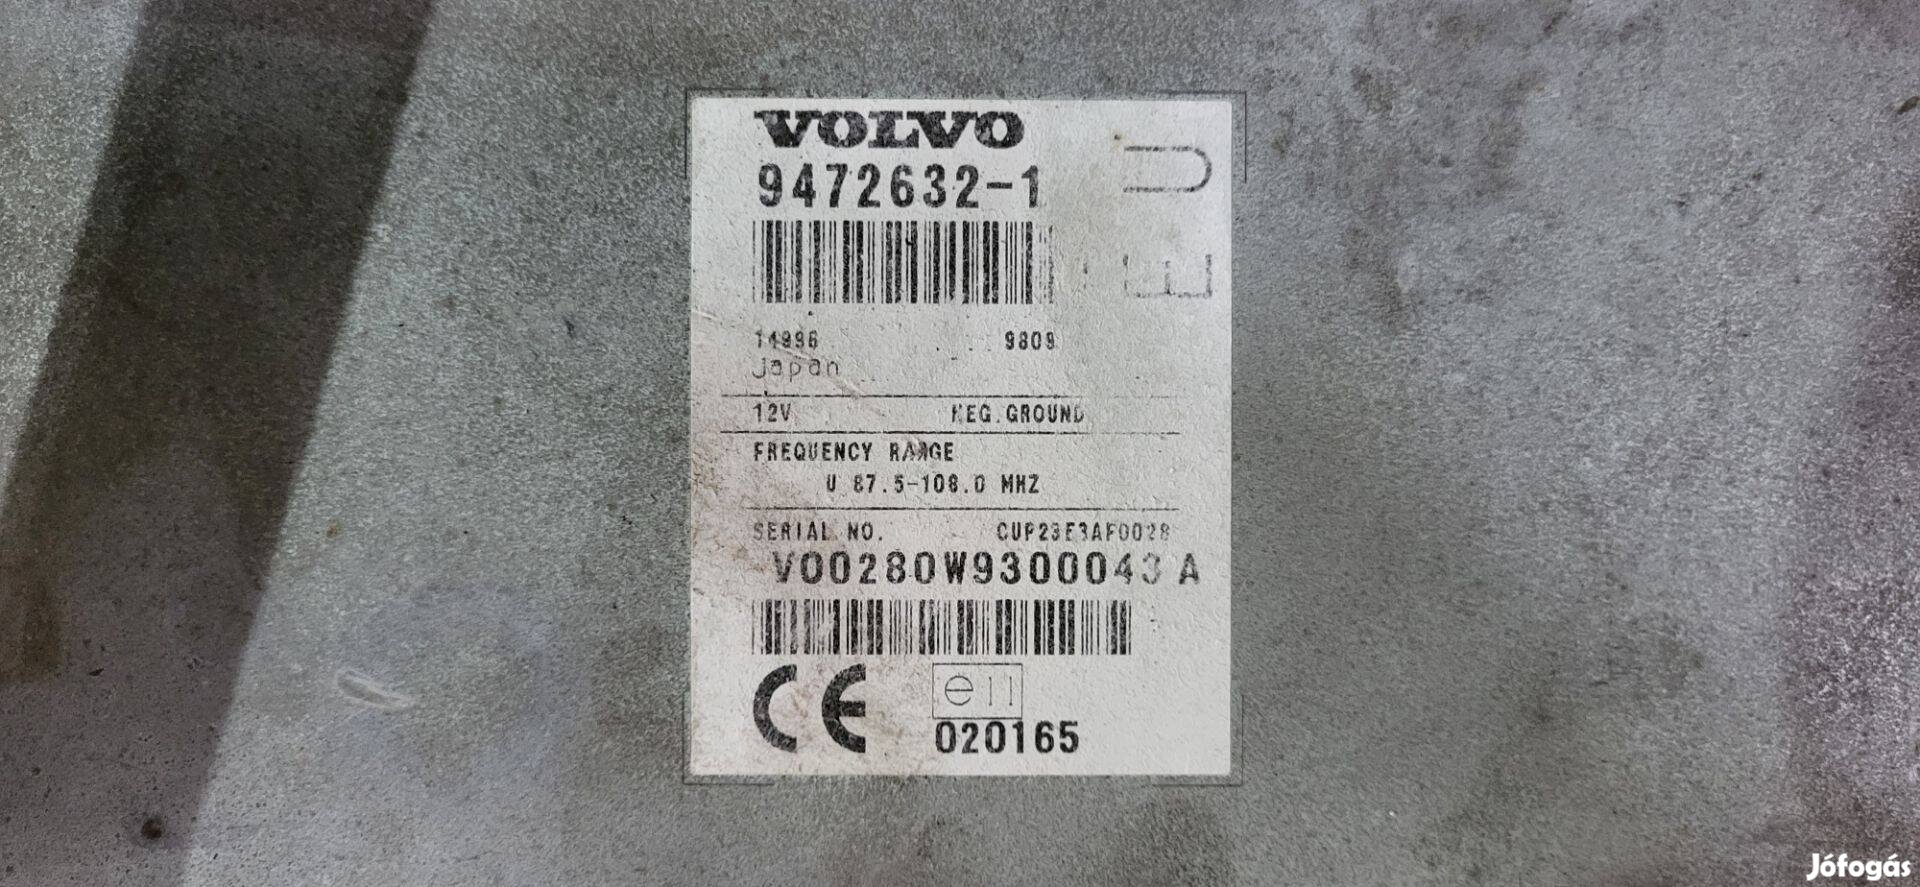 VOLVO
9472632-1
EU
14996 9809
Japan
12V NEG.GROUND
FREQUENCY RANGE
U 87.5-108.0 MHZ
SERIAL NO. CUP23E3AF0028
V00280W9300043 A
CE e11
020165
Jófogás